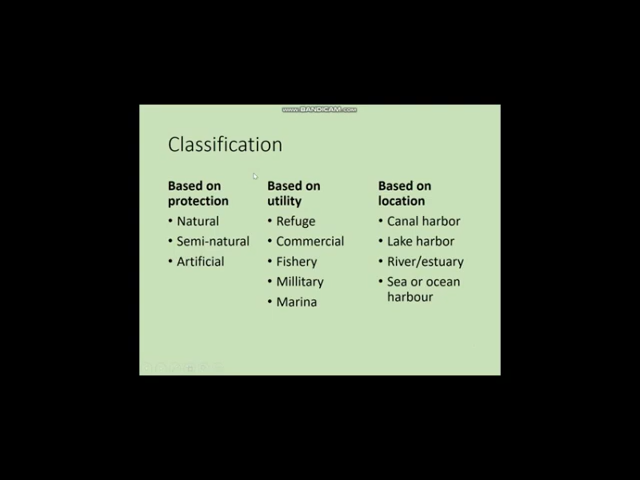 www.BANDICAM.com
Classification
Based on
protection
• Natural
• Semi-natural
• Artificial
Based on
utility
• Refuge
• Commercial
• Fishery
• Millitary
• Marina
Based on
location
• Canal harbor
• Lake harbor
• River/estuary
• Sea or ocean
harbour